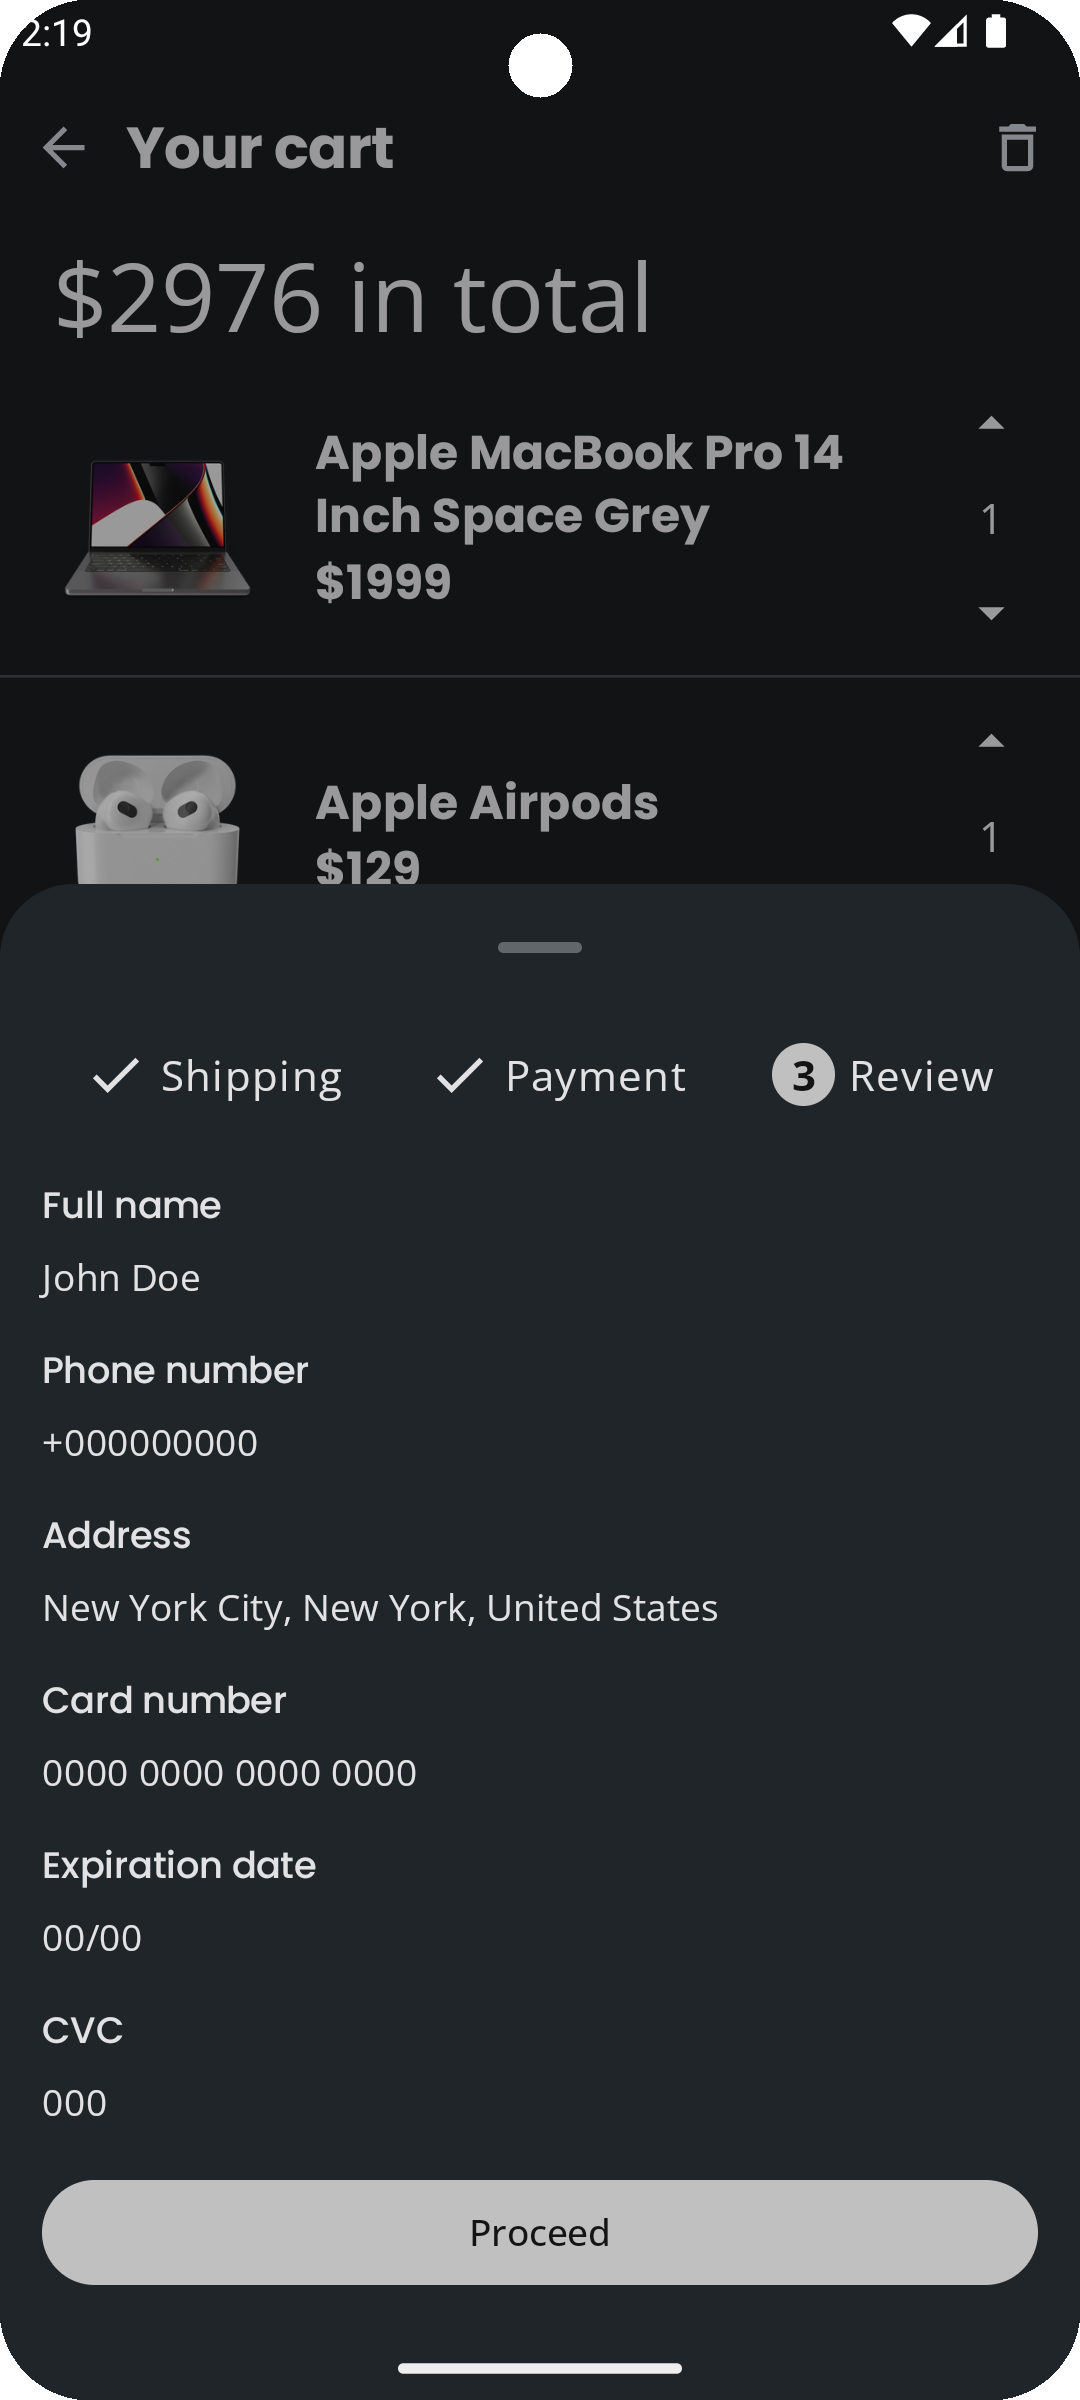 2:19
Your cart
$2976 in total
Apple MacBook Pro 14
Inch Space Grey
$1999
1
Apple Airpods
$129
1
Shipping
Payment
3 Review
Full name
John Doe
Phone number
+000000000
Address
New York City, New York, United States
Card number
0000 0000 0000 0000
Expiration date
00/00
CVC
000
Proceed